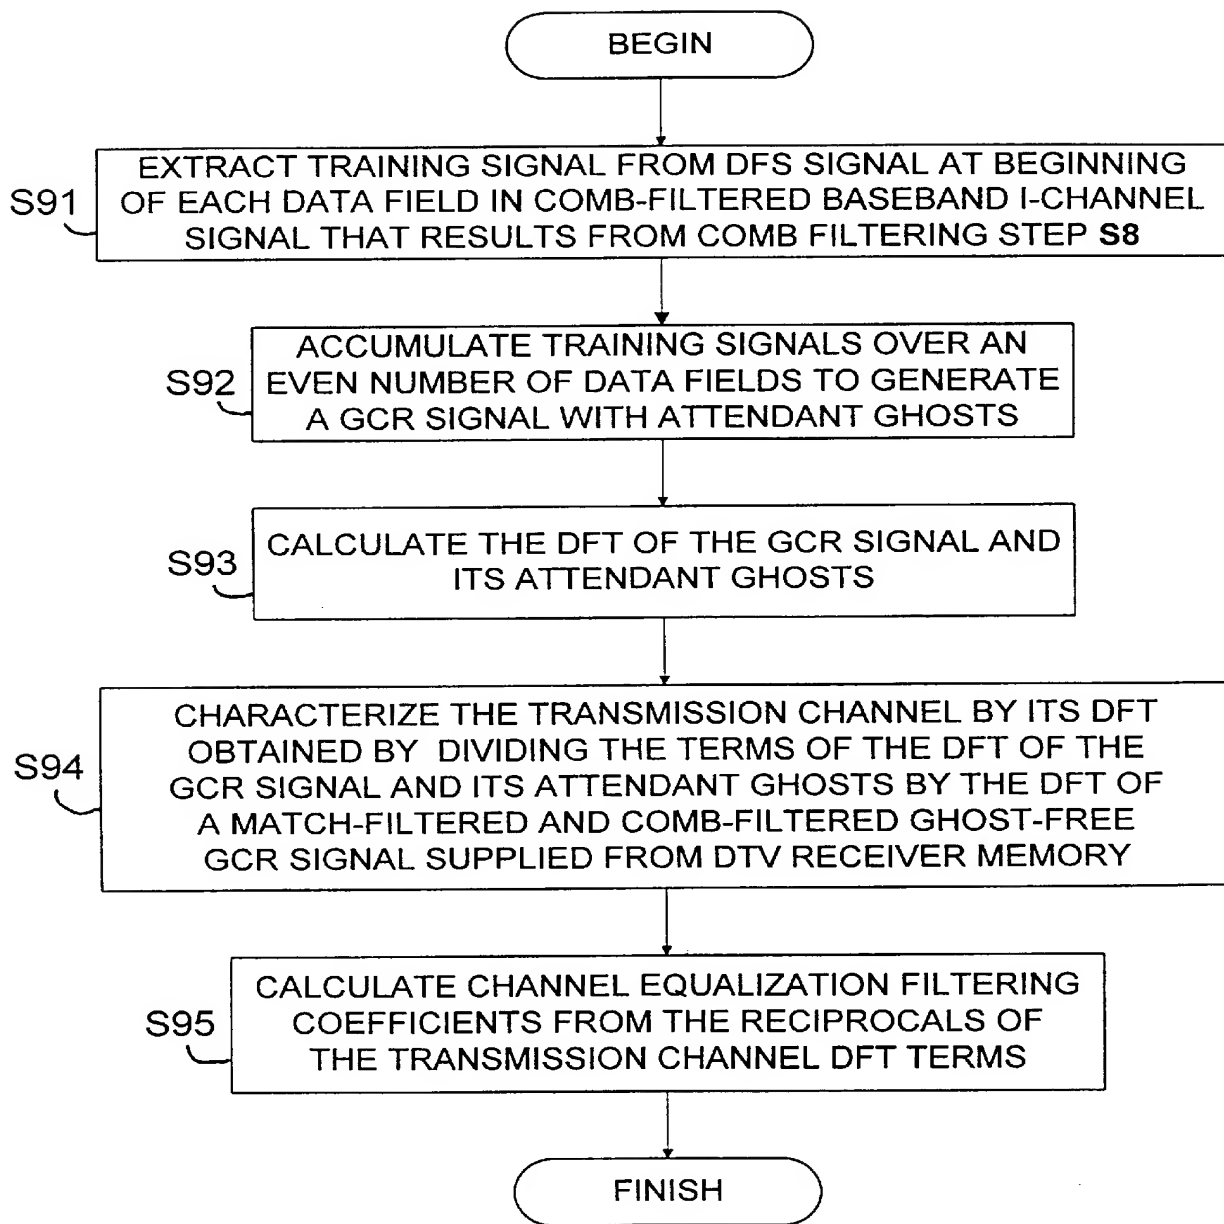 BEGIN
S91
EXTRACT TRAINING SIGNAL FROM DFS SIGNAL AT BEGINNING
OF EACH DATA FIELD IN COMB-FILTERED BASEBAND I-CHANNEL
SIGNAL THAT RESULTS FROM COMB FILTERING STEP S8
S92
ACCUMULATE TRAINING SIGNALS OVER AN
EVEN NUMBER OF DATA FIELDS TO GENERATE
A GCR SIGNAL WITH ATTENDANT GHOSTS
S93
CALCULATE THE DFT OF THE GCR SIGNAL AND
ITS ATTENDANT GHOSTS
S94
CHARACTERIZE THE TRANSMISSION CHANNEL BY ITS DFT
OBTAINED BY DIVIDING THE TERMS OF THE DFT OF THE
GCR SIGNAL AND ITS ATTENDANT GHOSTS BY THE DFT OF
A MATCH-FILTERED AND COMB-FILTERED GHOST-FREE
GCR SIGNAL SUPPLIED FROM DTV RECEIVER MEMORY
S95
CALCULATE CHANNEL EQUALIZATION FILTERING
COEFFICIENTS FROM THE RECIPROCALS OF
THE TRANSMISSION CHANNEL DFT TERMS
FINISH